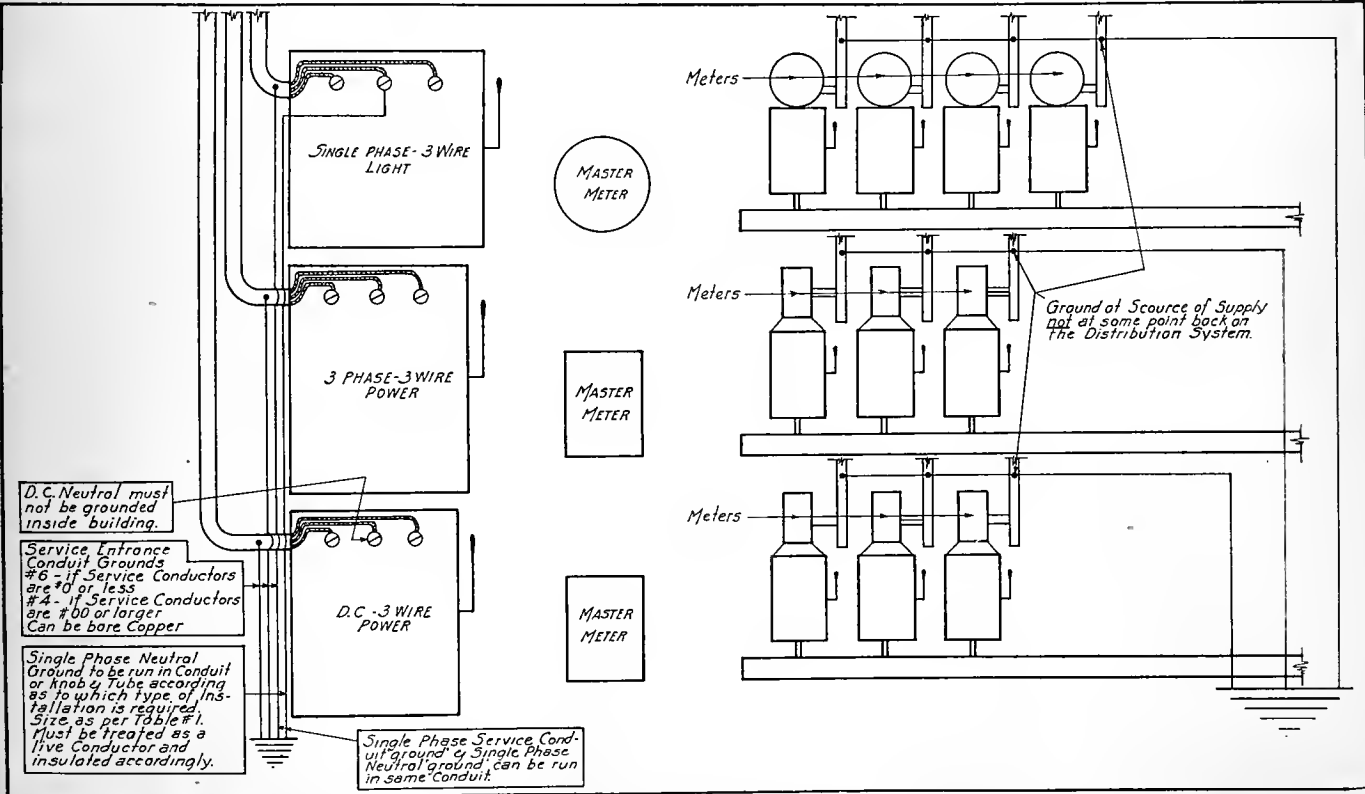 SINGLE PHASE - 3 WIRE
LIGHT
MASTER
METER
Meters
3 PHASE - 3 WIRE
POWER
MASTER
METER
Meters
Ground at Scource of Supply
not at some point back on
the Distribution System.
D.C. Neutral must
not be grounded
inside building.
Service Entrance
Conduit Grounds
#6 - if Service Conductors
are #0 or less
#4 - if Service Conductors
are #00 or larger
Can be bare Copper
D.C - 3 WIRE
POWER
MASTER
METER
Meters
Single Phase Neutral
Ground to be run in Conduit
or knob & Tube according
as to which type of Ins-
tallation is required.
Size as per Table #1.
Must be treated as a
live Conductor and
insulated accordingly.
Single Phase Service Cond-
uit "ground" & Single Phase
Neutral "ground" can be run
in same Conduit.